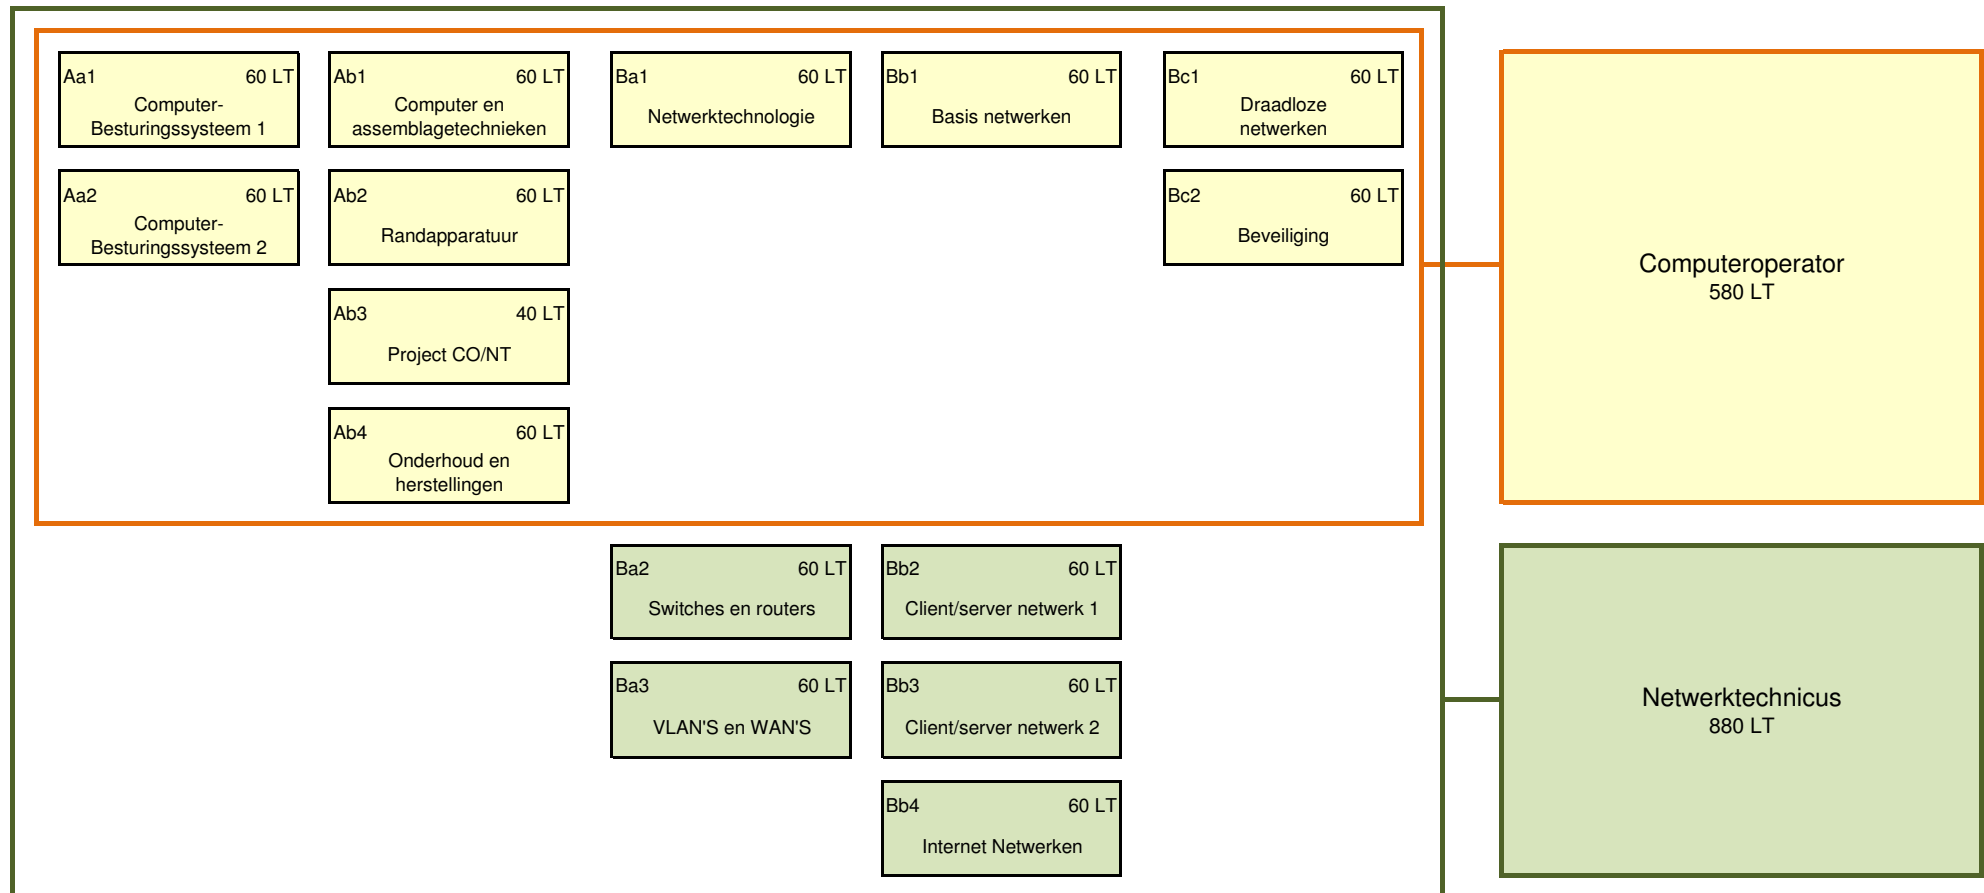 Aa1 60 LT
Computer-
Besturingssysteem 1
Ab1 60 LT
Computer en
assemblagetechnieken
Ba1 60 LT
Netwerktechnologie
Bb1 60 LT
Basis netwerken
Bc1 60 LT
Draadloze
netwerken
Aa2 60 LT
Computer-
Besturingssysteem 2
Ab2 60 LT
Randapparatuur
Bc2 60 LT
Beveiliging
Ab3 40 LT
Project CO/NT
Ab4 60 LT
Onderhoud en
herstellingen
Computeroperator
580 LT
Ba2 60 LT
Switches en routers
Bb2 60 LT
Client/server netwerk 1
Ba3 60 LT
VLAN'S en WAN'S
Bb3 60 LT
Client/server netwerk 2
Bb4 60 LT
Internet Netwerken
Netwerktechnicus
880 LT